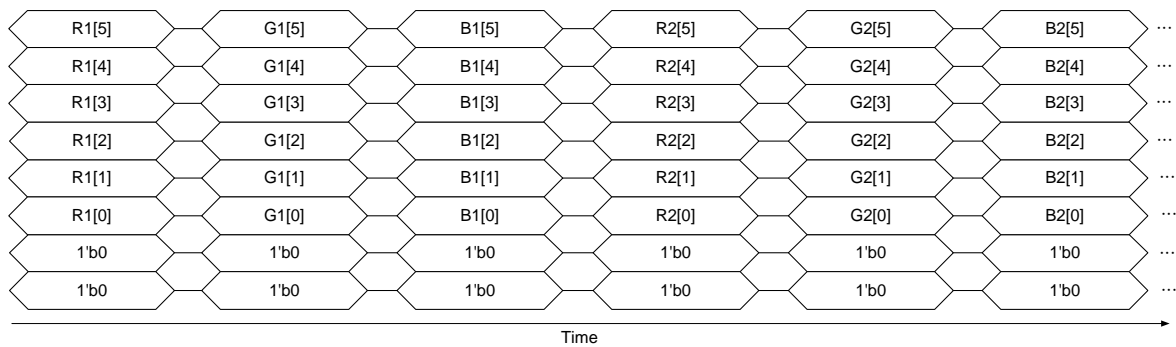 R1[5] G1[5] B1[5] R2[5] G2[5] B2[5] ...
R1[4] G1[4] B1[4] R2[4] G2[4] B2[4] ...
R1[3] G1[3] B1[3] R2[3] G2[3] B2[3] ...
R1[2] G1[2] B1[2] R2[2] G2[2] B2[2] ...
R1[1] G1[1] B1[1] R2[1] G2[1] B2[1] ...
R1[0] G1[0] B1[0] R2[0] G2[0] B2[0] ...
1'b0 1'b0 1'b0 1'b0 1'b0 1'b0 ...
1'b0 1'b0 1'b0 1'b0 1'b0 1'b0 ...
Time